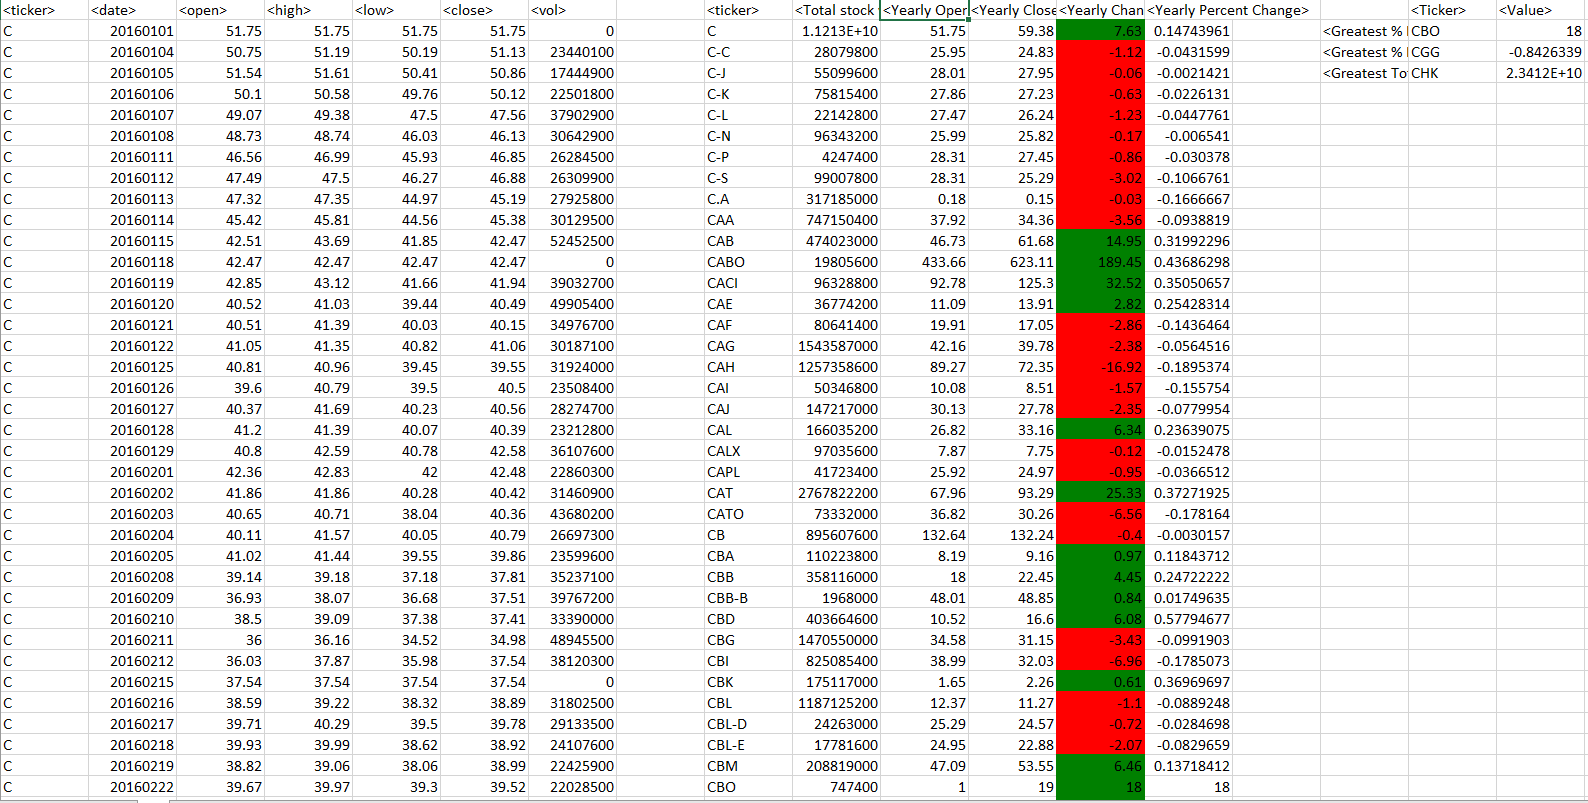 <ticker> <date> <open> <high> <low> <close> <vol> <ticker> <Total stock <Yearly Oper <Yearly Close <Yearly Chan <Yearly Percent Change> <Ticker> <Value>
C 20160101 51.75 51.75 51.75 51.75 0 C 1.1213E+10 51.75 59.38 7.63 0.14743961 <Greatest % CBO 18
C 20160104 50.75 51.19 50.19 51.13 23440100 C-C 28079800 25.95 24.83 -1.12 -0.0431599 <Greatest % CGG -0.8426339
C 20160105 51.54 51.61 50.41 50.86 17444900 C-J 55099600 28.01 27.95 -0.06 -0.0021421 <Greatest To CHK 2.3412E+10
C 20160106 50.1 50.58 49.76 50.12 22501800 C-K 75815400 27.86 27.23 -0.63 -0.0226131
C 20160107 49.07 49.38 47.5 47.56 37902900 C-L 22142800 27.47 26.24 -1.23 -0.0447761
C 20160108 48.73 48.74 46.03 46.13 30642900 C-N 96343200 25.99 25.82 -0.17 -0.006541
C 20160111 46.56 46.99 45.93 46.85 26284500 C-P 4247400 28.31 27.45 -0.86 -0.030378
C 20160112 47.49 47.5 46.27 46.88 26309900 C-S 99007800 28.31 25.29 -3.02 -0.1066761
C 20160113 47.32 47.35 44.97 45.19 27925800 C.A 317185000 0.18 0.15 -0.03 -0.1666667
C 20160114 45.42 45.81 44.56 45.38 30129500 CAA 747150400 37.92 34.36 -3.56 -0.0938819
C 20160115 42.51 43.69 41.85 42.47 52452500 CAB 474023000 46.73 61.68 14.95 0.31992296
C 20160118 42.47 42.47 42.47 42.47 0 CABO 19805600 433.66 623.11 189.45 0.43686298
C 20160119 42.85 43.12 41.66 41.94 39032700 CACI 96328800 92.78 125.3 32.52 0.35050657
C 20160120 40.52 41.03 39.44 40.49 49905400 CAE 36774200 11.09 13.91 2.82 0.25428314
C 20160121 40.51 41.39 40.03 40.15 34976700 CAF 80641400 19.91 17.05 -2.86 -0.1436464
C 20160122 41.05 41.35 40.82 41.06 30187100 CAG 1543587000 42.16 39.78 -2.38 -0.0564516
C 20160125 40.81 40.96 39.45 39.55 31924000 CAH 1257358600 89.27 72.35 -16.92 -0.1895374
C 20160126 39.6 40.79 39.5 40.5 23508400 CAI 50346800 10.08 8.51 -1.57 -0.155754
C 20160127 40.37 41.69 40.23 40.56 28274700 CAJ 147217000 30.13 27.78 -2.35 -0.0779954
C 20160128 41.2 41.39 40.07 40.39 23212800 CAL 166035200 26.82 33.16 6.34 0.23639075
C 20160129 40.8 42.59 40.78 42.58 36107600 CALX 97035600 7.87 7.75 -0.12 -0.0152478
C 20160201 42.36 42.83 42 42.48 22860300 CAPL 41723400 25.92 24.97 -0.95 -0.0366512
C 20160202 41.86 41.86 40.28 40.42 31460900 CAT 2767822200 67.96 93.29 25.33 0.37271925
C 20160203 40.65 40.71 38.04 40.36 43680200 CATO 73332000 36.82 30.26 -6.56 -0.178164
C 20160204 40.11 41.57 40.05 40.79 26697300 CB 895607600 132.64 132.24 -0.4 -0.0030157
C 20160205 41.02 41.44 39.55 39.86 23599600 CBA 110223800 8.19 9.16 0.97 0.11843712
C 20160208 39.14 39.18 37.18 37.81 35237100 CBB 358116000 18 22.45 4.45 0.24722222
C 20160209 36.93 38.07 36.68 37.51 39767200 CBB-B 1968000 48.01 48.85 0.84 0.01749635
C 20160210 38.5 39.09 37.38 37.41 33390000 CBD 403664600 10.52 16.6 6.08 0.57794677
C 20160211 36 36.16 34.52 34.98 48945500 CBG 1470550000 34.58 31.15 -3.43 -0.0991903
C 20160212 36.03 37.87 35.98 37.54 38120300 CBI 825085400 38.99 32.03 -6.96 -0.1785073
C 20160215 37.54 37.54 37.54 37.54 0 CBK 175117000 1.65 2.26 0.61 0.36969697
C 20160216 38.59 39.22 38.32 38.89 31802500 CBL 1187125200 12.37 11.27 -1.1 -0.0889248
C 20160217 39.71 40.29 39.5 39.78 29133500 CBL-D 24263000 25.29 24.57 -0.72 -0.0284698
C 20160218 39.93 39.99 38.62 38.92 24107600 CBL-E 17781600 24.95 22.88 -2.07 -0.0829659
C 20160219 38.82 39.06 38.06 38.99 22425900 CBM 208819000 47.09 53.55 6.46 0.13718412
C 20160222 39.67 39.97 39.3 39.52 22028500 CBO 747400 1 19 18 18